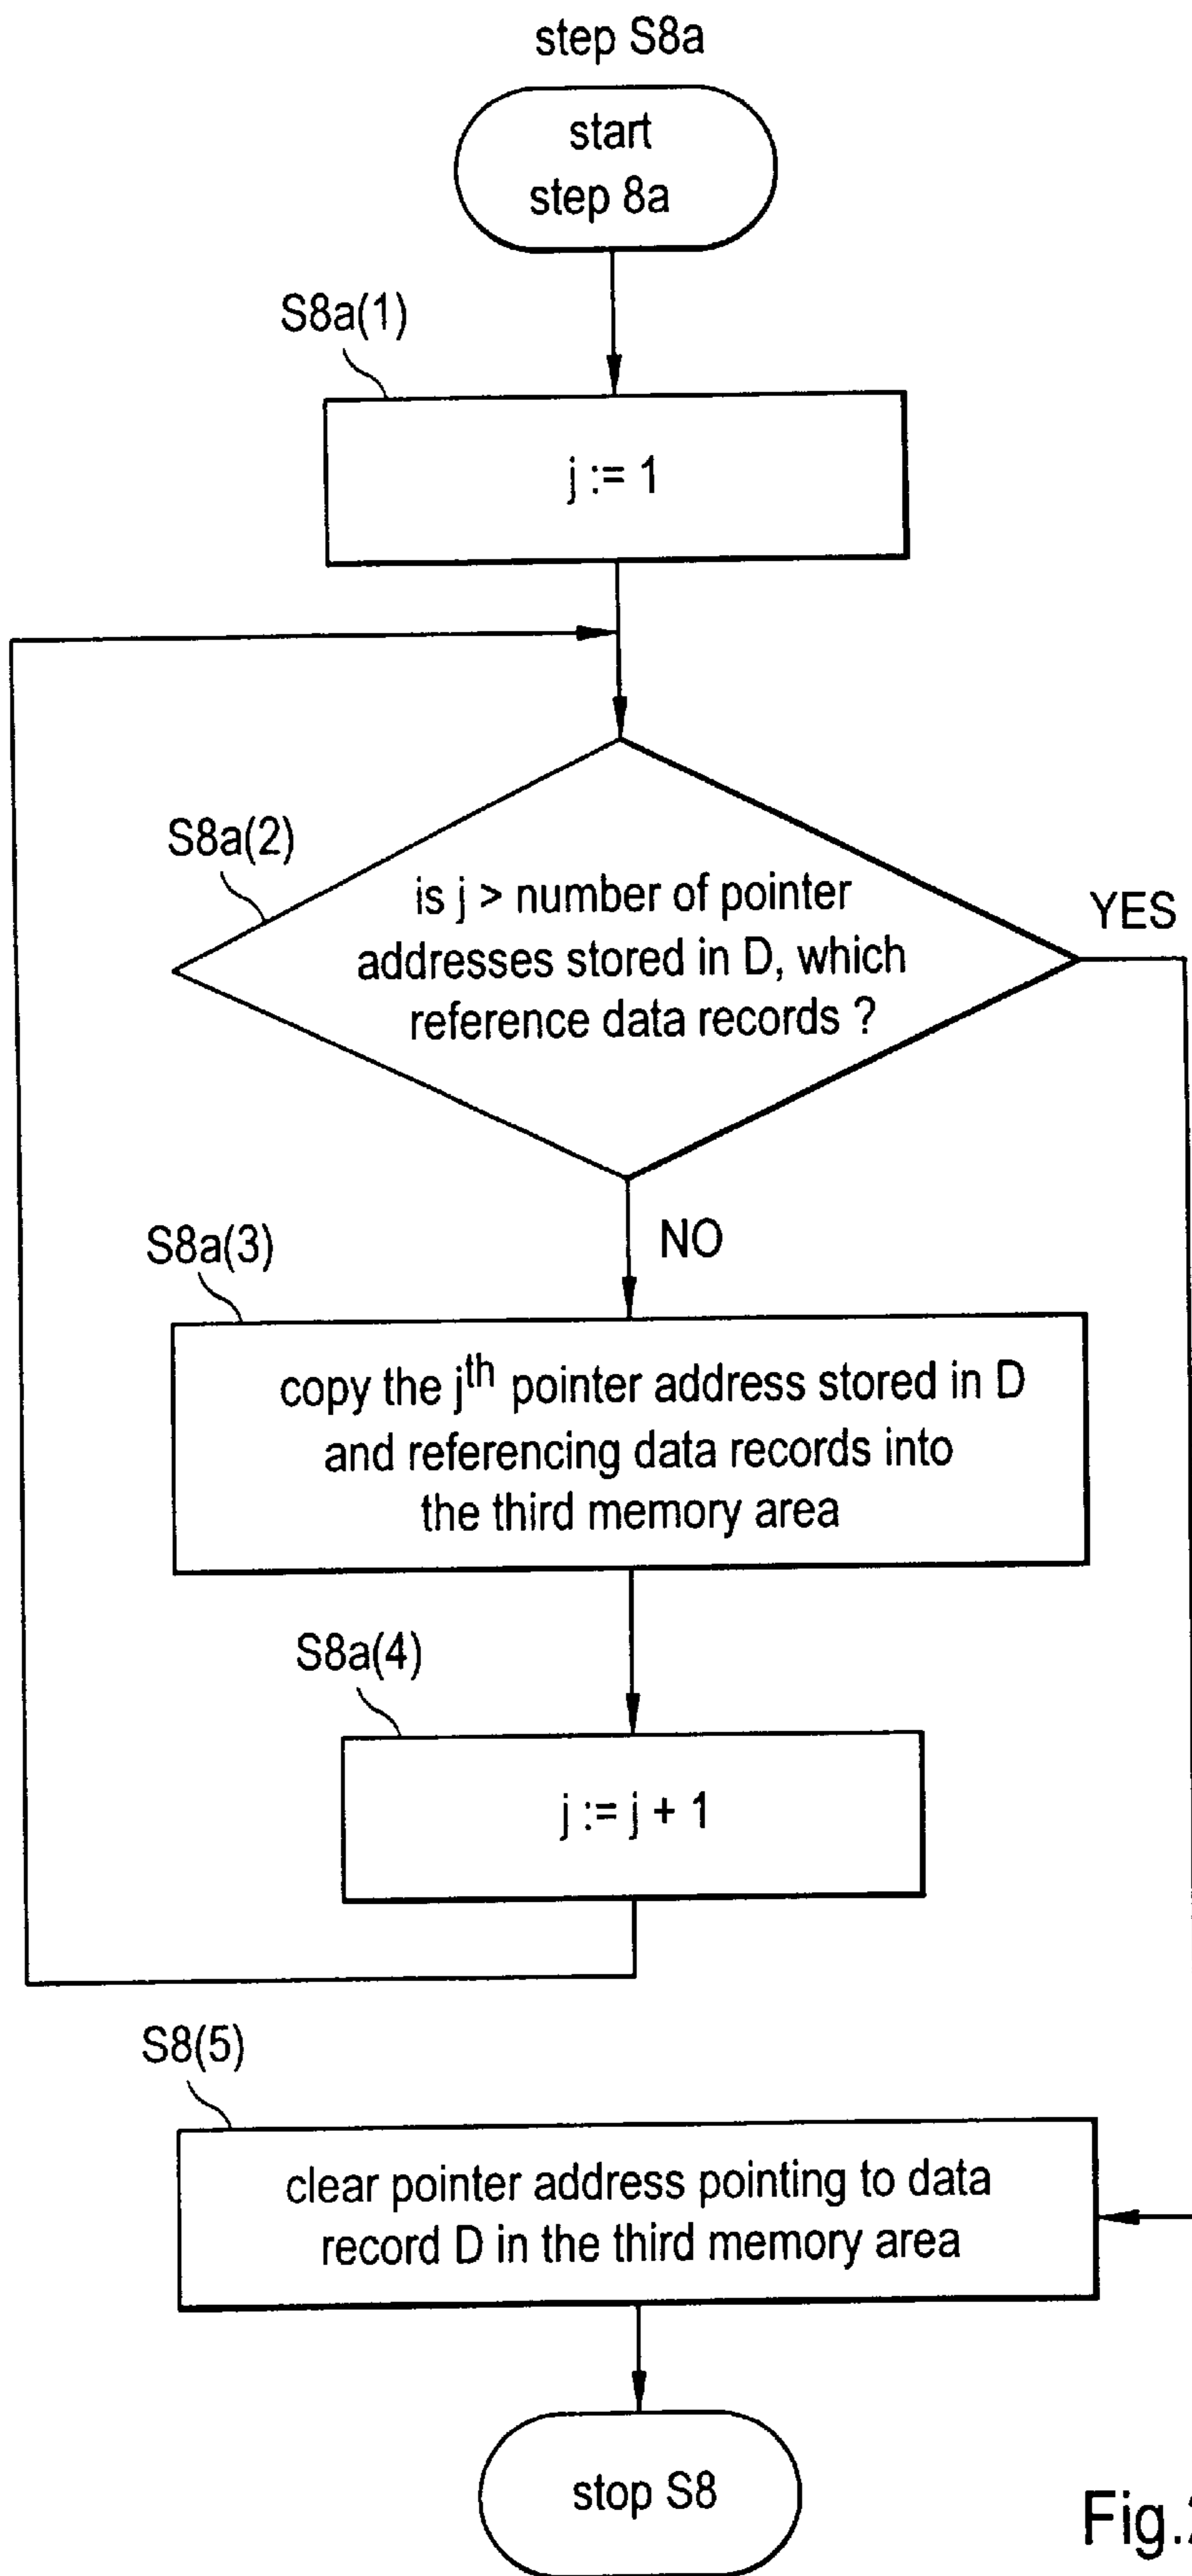 step S8a
start
step 8a
S8a(1)
j := 1
S8a(2)
is j > number of pointer
addresses stored in D, which
reference data records ?
YES
NO
S8a(3)
copy the jth pointer address stored in D
and referencing data records into
the third memory area
S8a(4)
j := j + 1
S8(5)
clear pointer address pointing to data
record D in the third memory area
stop S8
Fig.